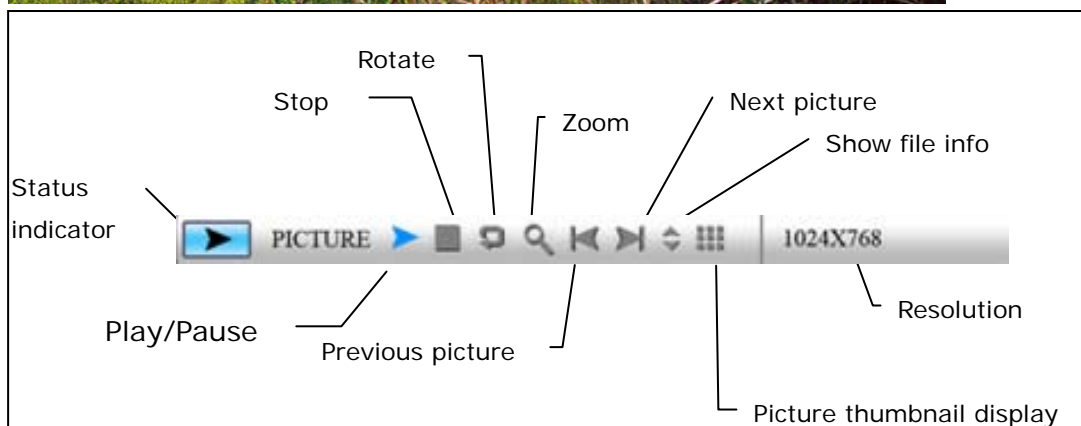 Rotate
Stop
Next picture
Zoom
Show file info
Status
indicator
PICTURE
1024X768
Resolution
Play/Pause
Previous picture
Picture thumbnail display